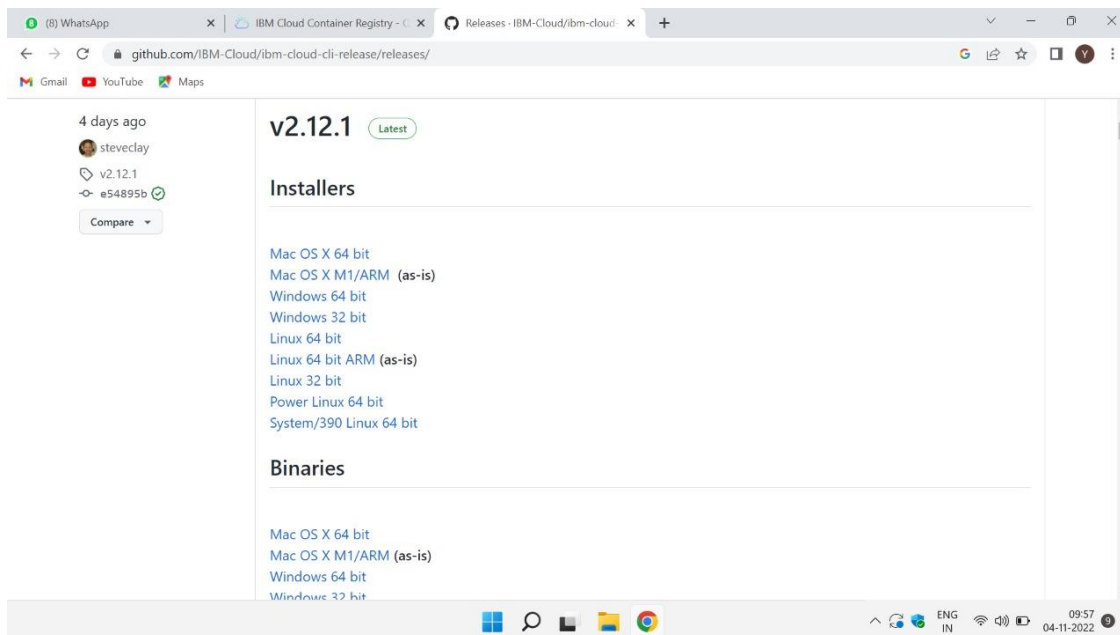 (8) WhatsApp
IBM Cloud Container Registry - C
Releases · IBM-Cloud/ibm-cloud-
github.com/IBM-Cloud/ibm-cloud-cli-release/releases/
Gmail YouTube Maps
4 days ago
steveclay
v2.12.1
e54895b
Compare
v2.12.1 Latest
Installers
Mac OS X 64 bit
Mac OS X M1/ARM (as-is)
Windows 64 bit
Windows 32 bit
Linux 64 bit
Linux 64 bit ARM (as-is)
Linux 32 bit
Power Linux 64 bit
System/390 Linux 64 bit
Binaries
Mac OS X 64 bit
Mac OS X M1/ARM (as-is)
Windows 64 bit
Windows 32 bit
ENG
IN
09:57
04-11-2022
9